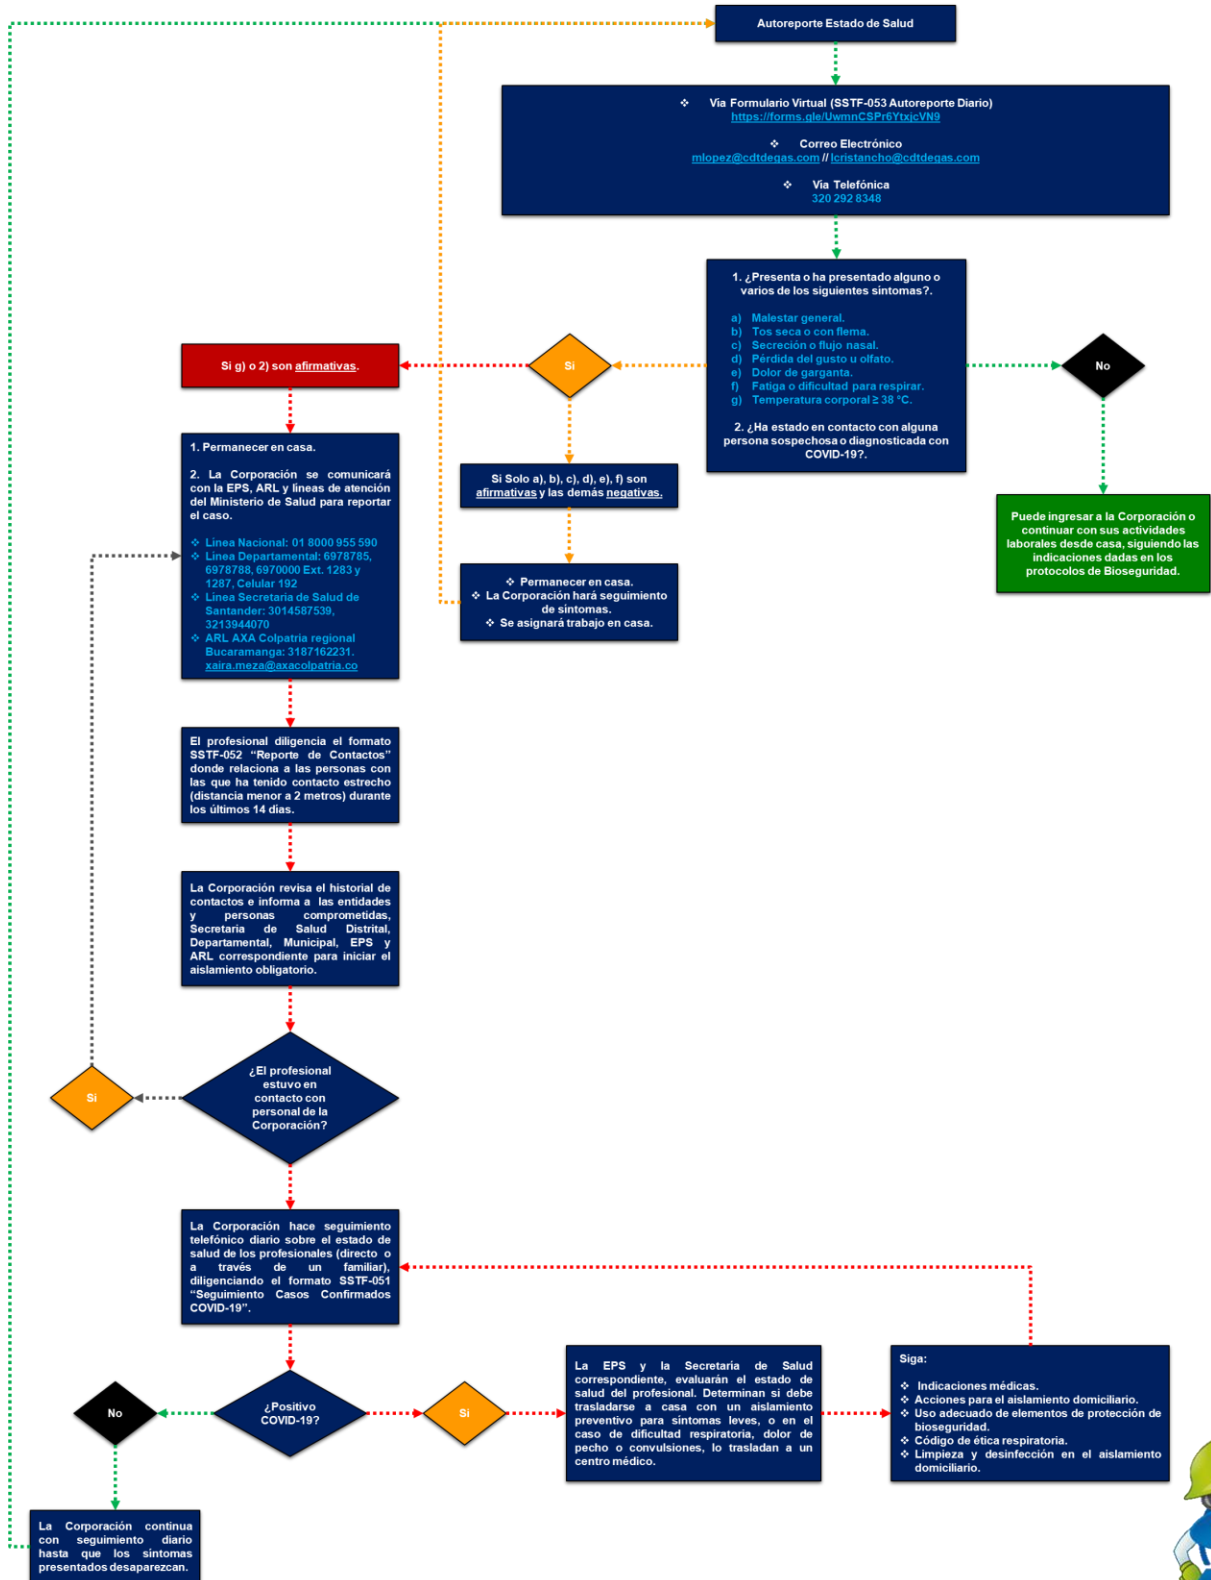 Autoreporte Estado de Salud
❖ Via Formulario Virtual (SSTF-053 Autoreporte Diario)
https://forms.gle/UwmnCSPr6YtxjcVN9
❖ Correo Electrónico
mlopez@cdtdegas.com // lcristancho@cdtdegas.com
❖ Via Telefónica
320 292 8348
1. ¿Presenta o ha presentado alguno o
varios de los siguientes síntomas?.
a) Malestar general.
b) Tos seca o con flema.
c) Secreción o flujo nasal.
d) Pérdida del gusto u olfato.
e) Dolor de garganta.
f) Fatiga o dificultad para respirar.
g) Temperatura corporal ≥ 38 °C.
2. ¿Ha estado en contacto con alguna
persona sospechosa o diagnosticada con
COVID-19?.
No
Puede ingresar a la Corporación o
continuar con sus actividades
laborales desde casa, siguiendo las
indicaciones dadas en los
protocolos de Bioseguridad.
Si
Si Solo a), b), c), d), e), f) son
afirmativas y las demás negativas.
❖ Permanecer en casa.
❖ La Corporación hará seguimiento
de síntomas.
❖ Se asignará trabajo en casa.
Si g) o 2) son afirmativas.
1. Permanecer en casa.
2. La Corporación se comunicará
con la EPS, ARL y líneas de atención
del Ministerio de Salud para reportar
el caso.
❖ Linea Nacional: 01 8000 955 590
❖ Linea Departamental: 6978785,
6978788, 6970000 Ext. 1283 y
1287, Celular 192
❖ Linea Secretaria de Salud de
Santander: 3014587539,
3213944070
❖ ARL AXA Colpatria regional
Bucaramanga: 3187162231.
xaira.meza@axacolpatria.co
El profesional diligencia el formato
SSTF-052 “Reporte de Contactos”
donde relaciona a las personas con
las que ha tenido contacto estrecho
(distancia menor a 2 metros) durante
los últimos 14 dias.
La Corporación revisa el historial de
contactos e informa a las entidades
y personas comprometidas,
Secretaria de Salud Distrital,
Departamental, Municipal, EPS y
ARL correspondiente para iniciar el
aislamiento obligatorio.
¿El profesional
estuvo en
contacto con
personal de la
Corporación?
Si
La Corporación hace seguimiento
telefónico diario sobre el estado de
salud de los profesionales (directo o
a través de un familiar),
diligenciando el formato SSTF-051
“Seguimiento Casos Confirmados
COVID-19”.
¿Positivo
COVID-19?
No
La Corporación continua
con seguimiento diario
hasta que los síntomas
presentados desaparezcan.
Si
La EPS y la Secretaría de Salud
correspondiente, evaluarán el estado de
salud del profesional. Determinan si debe
trasladarse a casa con un aislamiento
preventivo para síntomas leves, o en el
caso de dificultad respiratoria, dolor de
pecho o convulsiones, lo trasladan a un
centro médico.
Siga:
❖ Indicaciones médicas.
❖ Acciones para el aislamiento domiciliario.
❖ Uso adecuado de elementos de protección de
bioseguridad.
❖ Código de ética respiratoria.
❖ Limpieza y desinfección en el aislamiento
domiciliario.